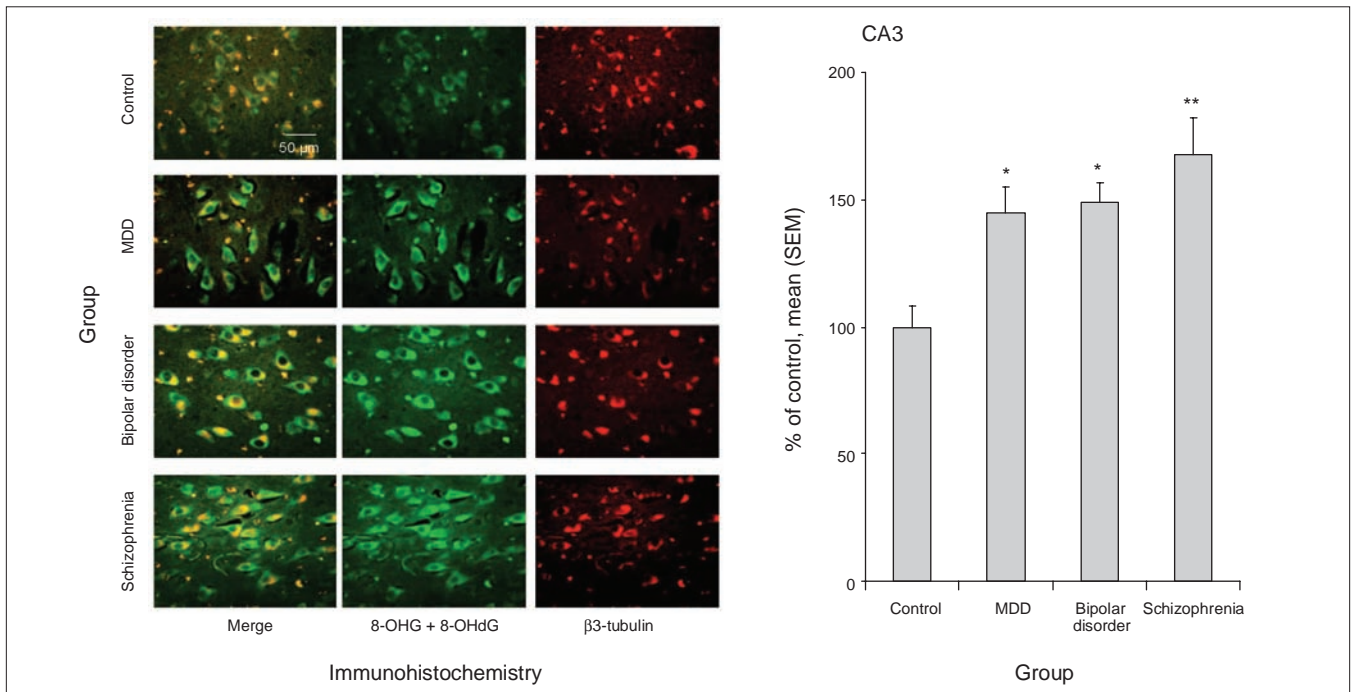 Group
Control
MDD
Bipolar disorder
Schizophrenia
50 µm
Merge
8-OHG + 8-OHdG
β3-tubulin
Immunohistochemistry
CA3
% of control, mean (SEM)
200
150
100
50
0
*
*
**
Control
MDD
Bipolar
disorder
Schizophrenia
Group